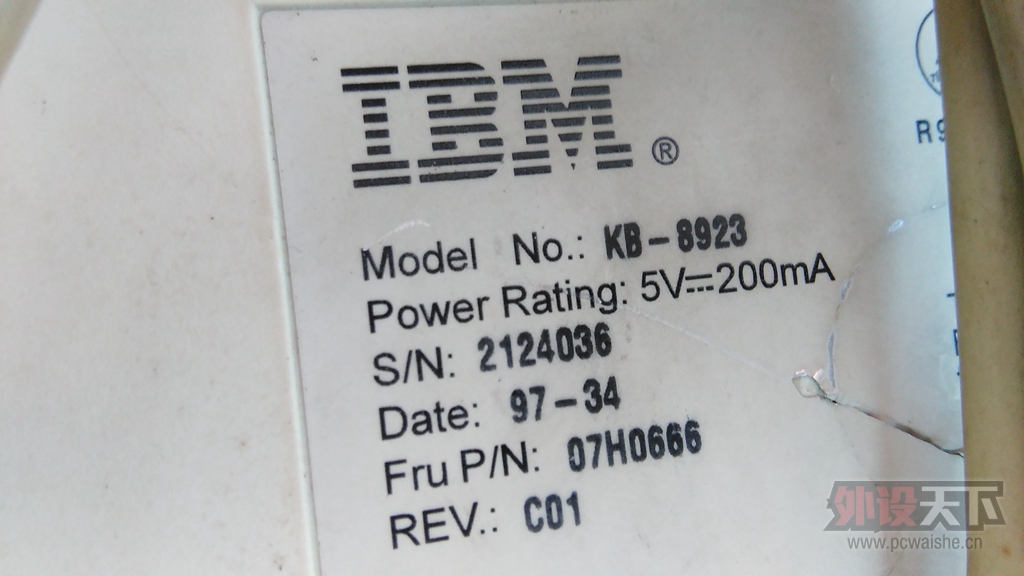 IBM®
Model No.: KB-8923
Power Rating: 5V⎓200mA
S/N: 2124036
Date: 97-34
Fru P/N: 07H0666
REV.: C01
R9
外设天下
www.pcwaishe.cn